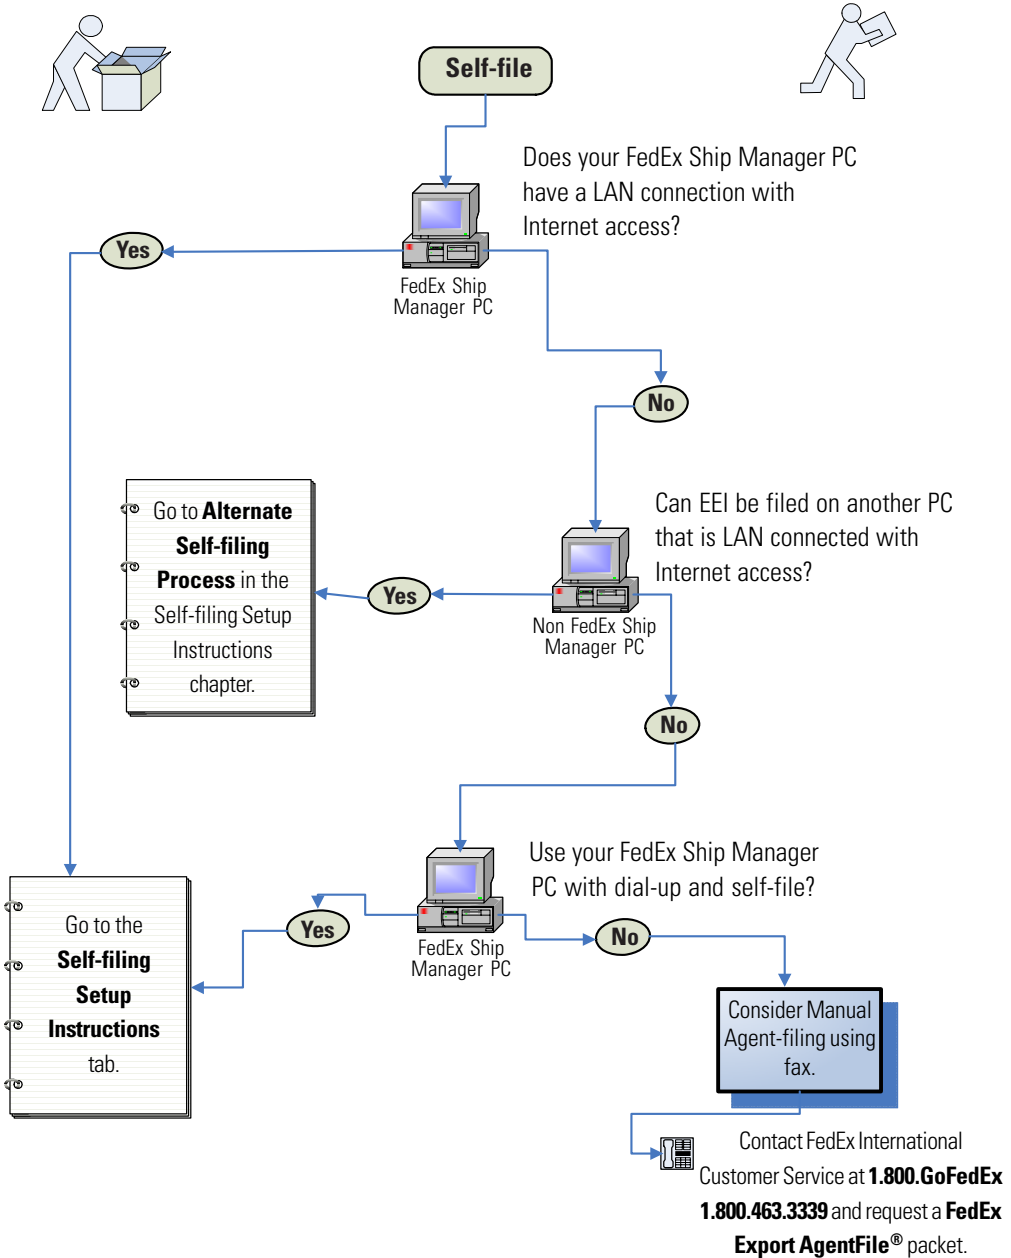 Self-file
Does your FedEx Ship Manager PC
have a LAN connection with
Internet access?
Yes
FedEx Ship
Manager PC
No
Can EEI be filed on another PC
that is LAN connected with
Internet access?
Go to Alternate
Self-filing
Process in the
Self-filing Setup
Instructions
chapter.
Yes
Non FedEx Ship
Manager PC
No
Use your FedEx Ship Manager
PC with dial-up and self-file?
Go to the
Self-filing
Setup
Instructions
tab.
Yes
FedEx Ship
Manager PC
No
Consider Manual
Agent-filing using
fax.
Contact FedEx International
Customer Service at 1.800.GoFedEx
1.800.463.3339 and request a FedEx
Export AgentFile® packet.